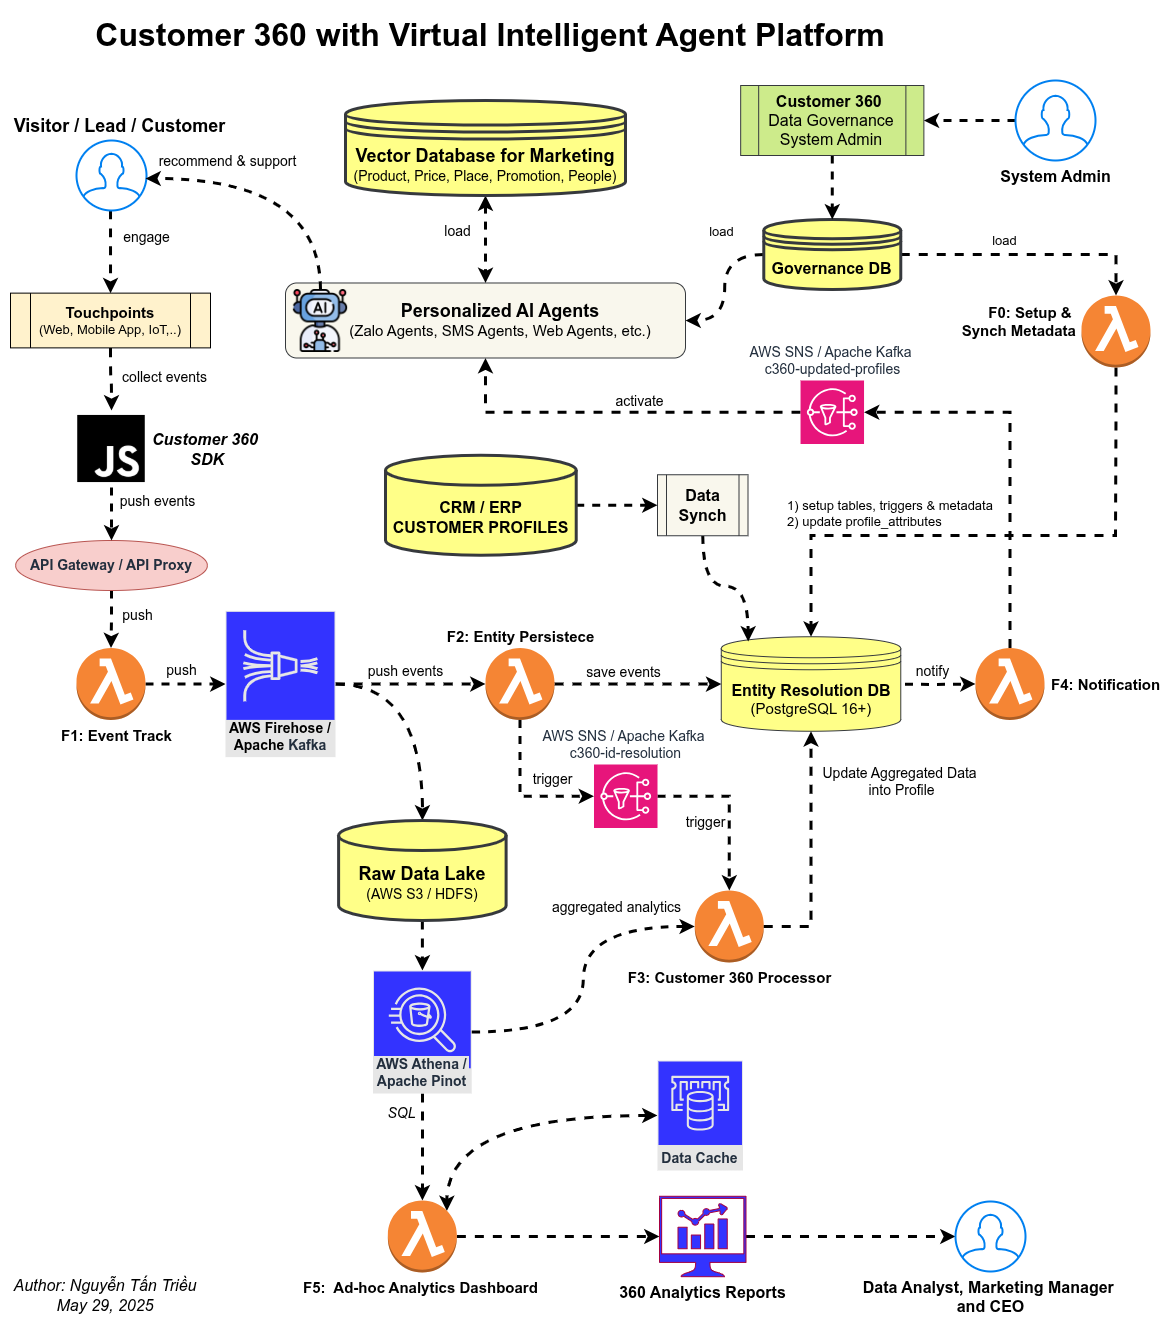 Customer 360 with Virtual Intelligent Agent Platform
Visitor / Lead / Customer
recommend & support
engage
Touchpoints
(Web, Mobile App, IoT,..)
collect events
JS
Customer 360
SDK
push events
API Gateway / API Proxy
push
F1: Event Track
push
AWS Firehose /
Apache Kafka
push events
Vector Database for Marketing
(Product, Price, Place, Promotion, People)
load
AI
Personalized AI Agents
(Zalo Agents, SMS Agents, Web Agents, etc.)
Customer 360
Data Governance
System Admin
System Admin
Governance DB
load
load
F0: Setup &
Synch Metadata
AWS SNS / Apache Kafka
c360-updated-profiles
activate
CRM / ERP
CUSTOMER PROFILES
Data
Synch
1) setup tables, triggers & metadata
2) update profile_attributes
F2: Entity Persistece
save events
Entity Resolution DB
(PostgreSQL 16+)
notify
F4: Notification
AWS SNS / Apache Kafka
c360-id-resolution
trigger
trigger
Update Aggregated Data
into Profile
Raw Data Lake
(AWS S3 / HDFS)
aggregated analytics
F3: Customer 360 Processor
AWS Athena /
Apache Pinot
SQL
Data Cache
F5: Ad-hoc Analytics Dashboard
360 Analytics Reports
Data Analyst, Marketing Manager
and CEO
Author: Nguyễn Tấn Triều
May 29, 2025